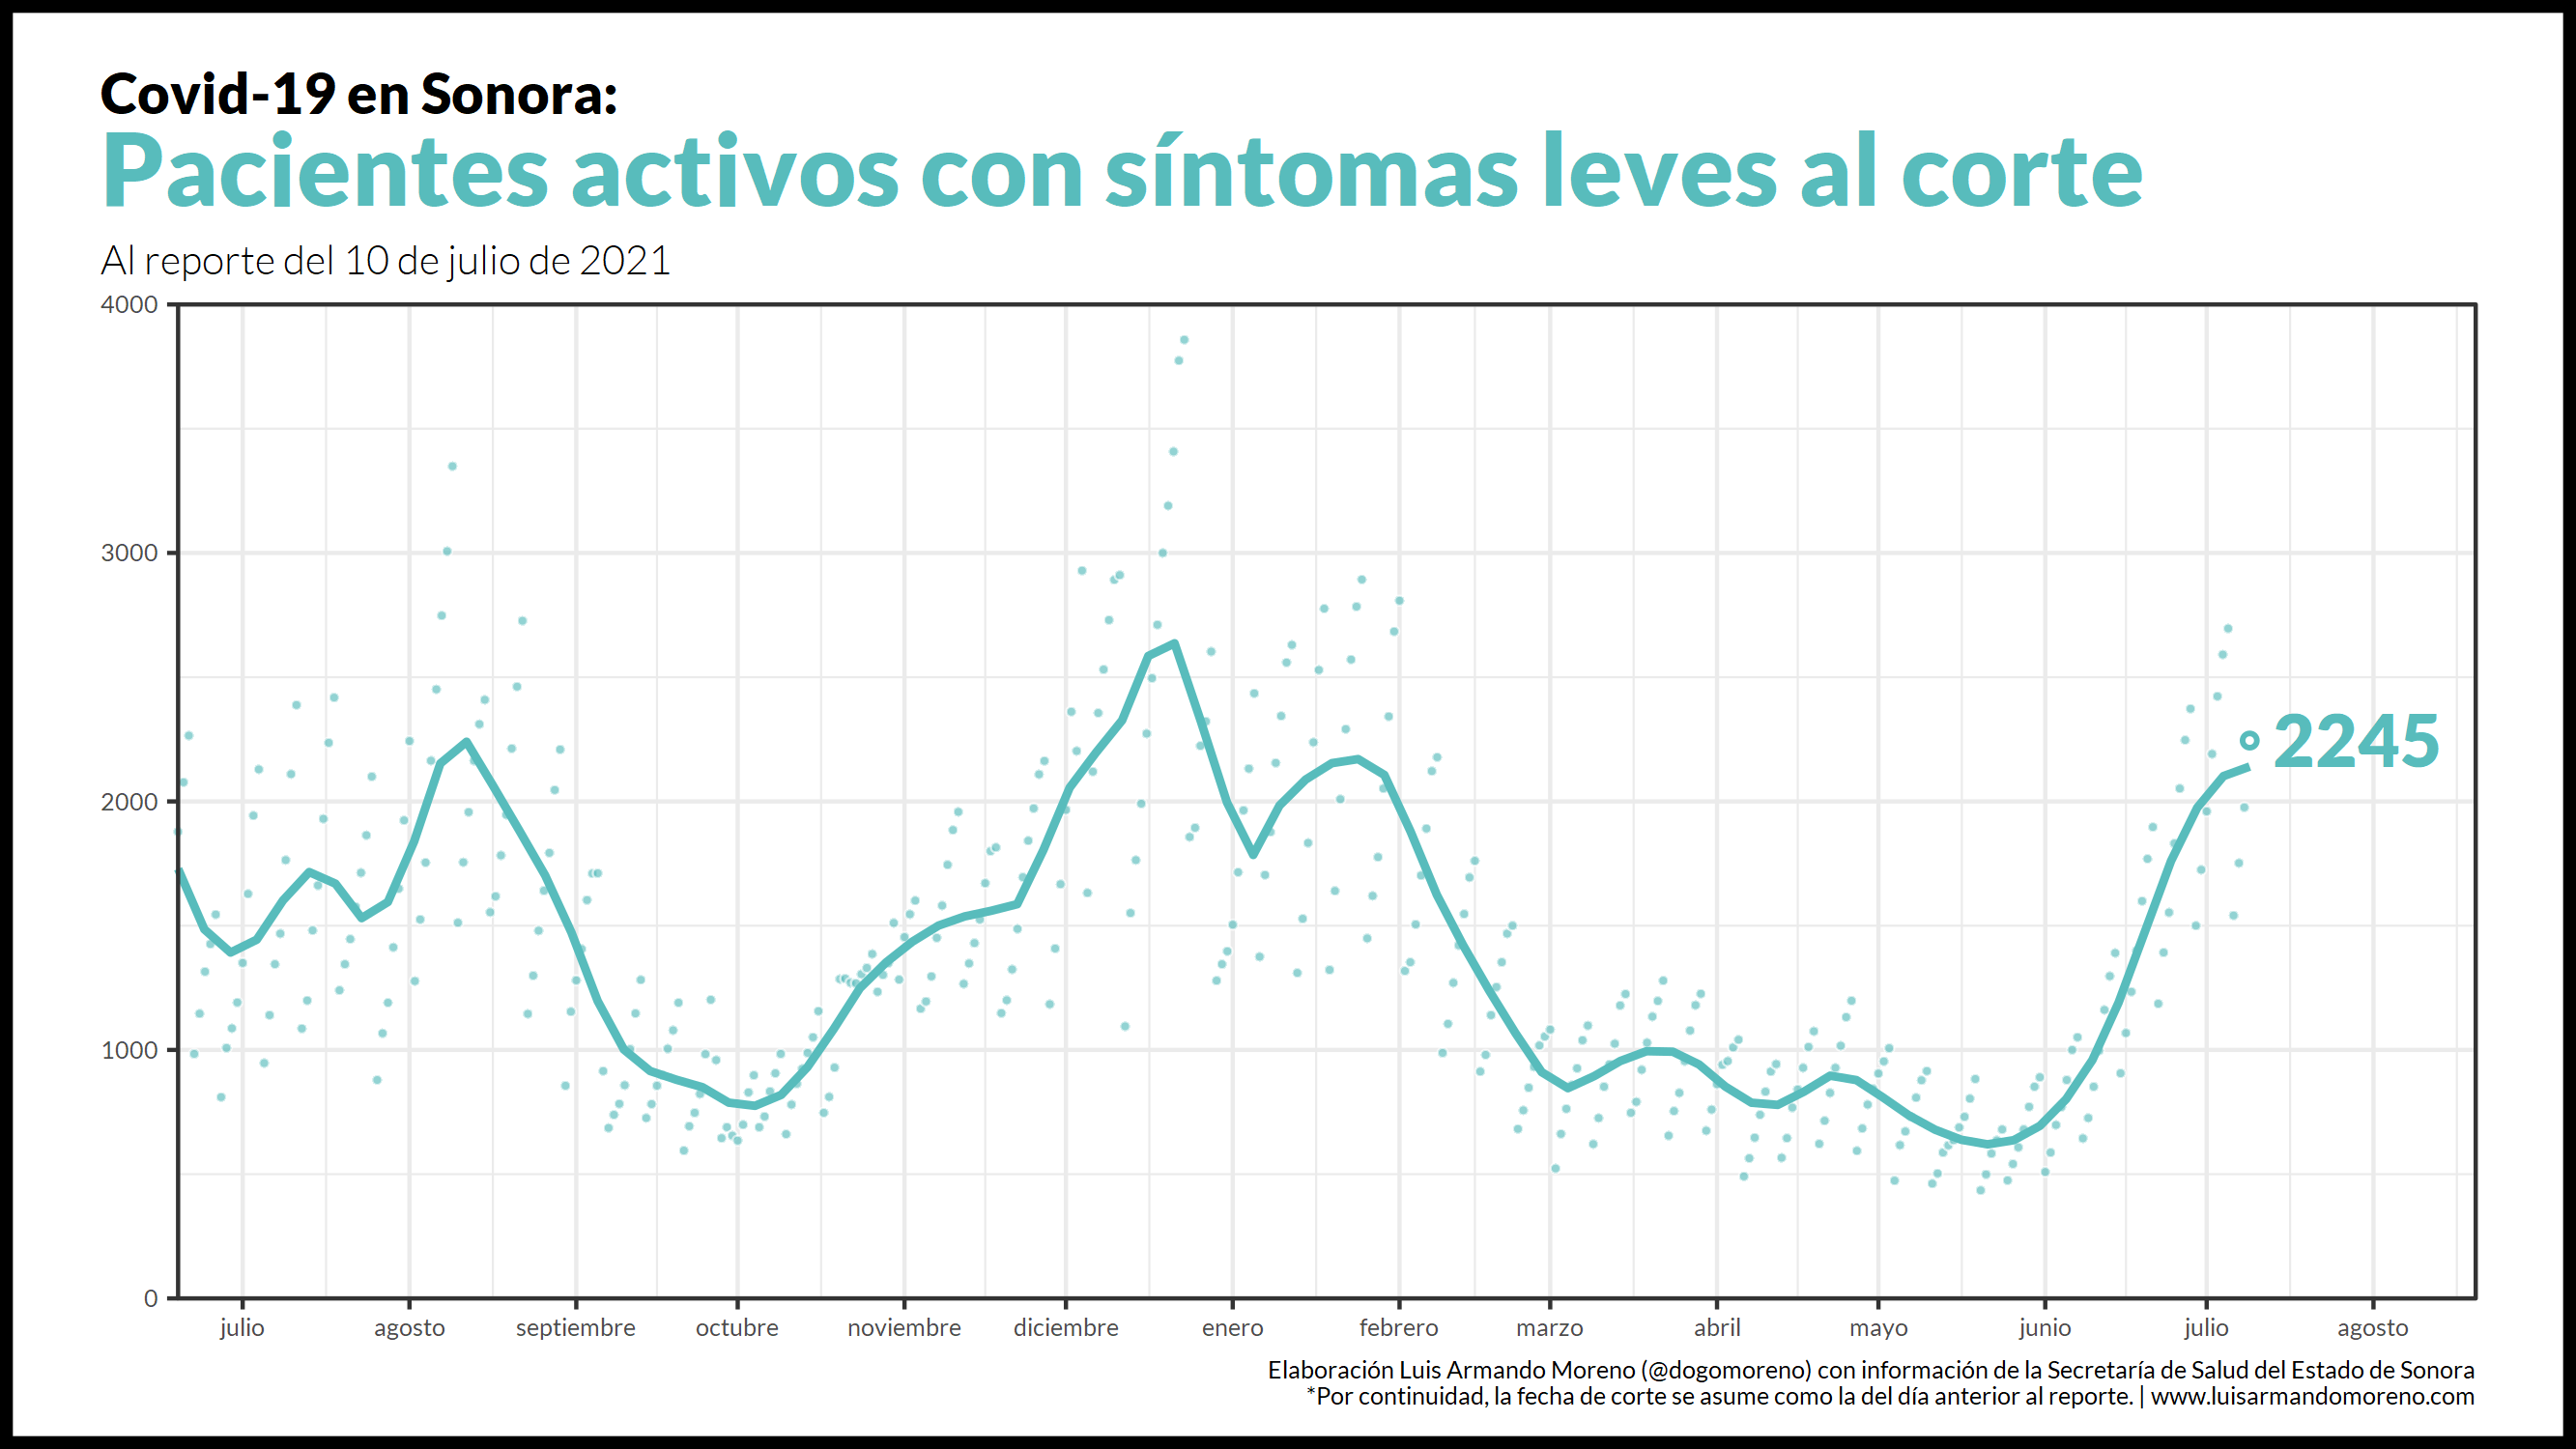 Covid-19 en Sonora:
Pacientes activos con síntomas leves al corte
Al reporte del 10 de julio de 2021
4000
3000
2000
1000
0
2245
julio agosto septiembre octubre noviembre diciembre enero febrero marzo abril mayo junio julio agosto
Elaboración Luis Armando Moreno (@dogomoreno) con información de la Secretaría de Salud del Estado de Sonora
*Por continuidad, la fecha de corte se asume como la del día anterior al reporte. | www.luisarmandomoreno.com